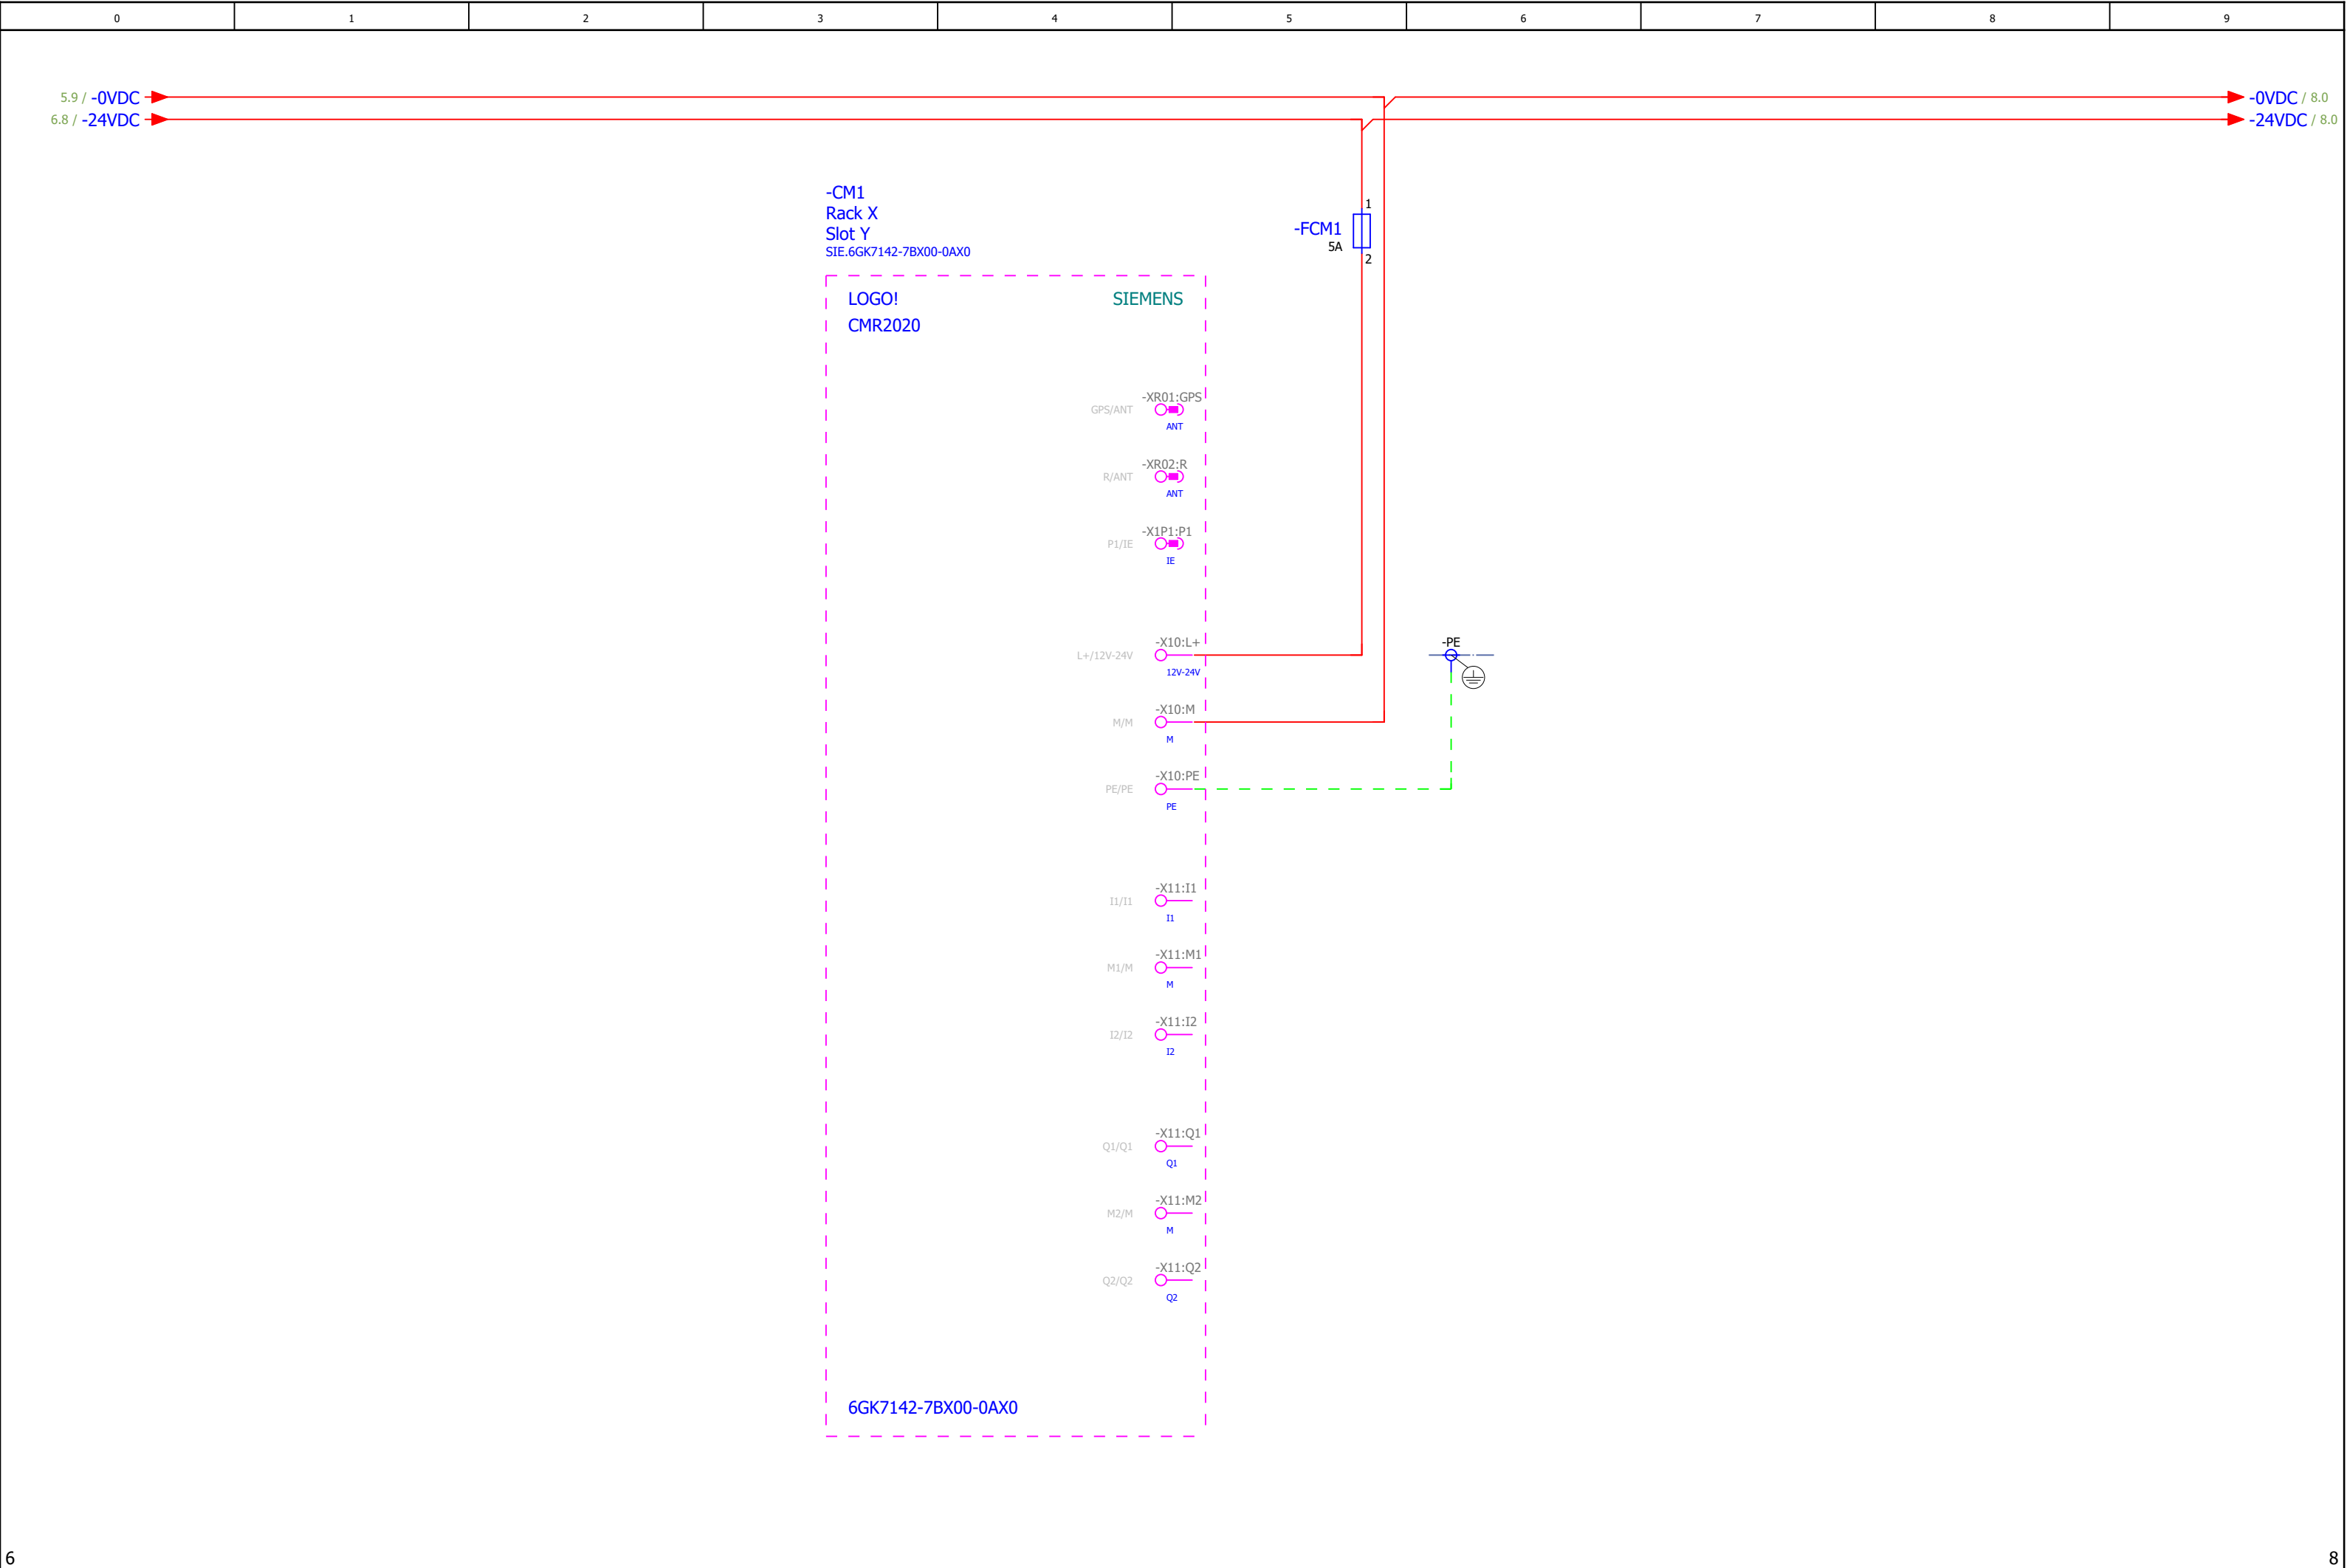 0 1 2 3 4 5 6 7 8 9
5.9 / -0VDC
-0VDC / 8.0
6.8 / -24VDC
-24VDC / 8.0
-CM1
Rack X
Slot Y
SIE.6GK7142-7BX00-0AX0
1
-FCM1
5A
2
LOGO!
SIEMENS
CMR2020
-XR01:GPS
GPS/ANT
ANT
-XR02:R
R/ANT
ANT
-X1P1:P1
P1/IE
IE
-X10:L+
L+/12V-24V
12V-24V
-PE
-X10:M
M/M
M
-X10:PE
PE/PE
PE
-X11:I1
I1/I1
I1
-X11:M1
M1/M
M
-X11:I2
I2/I2
I2
-X11:Q1
Q1/Q1
Q1
-X11:M2
M2/M
M
-X11:Q2
Q2/Q2
Q2
6GK7142-7BX00-0AX0
6
8